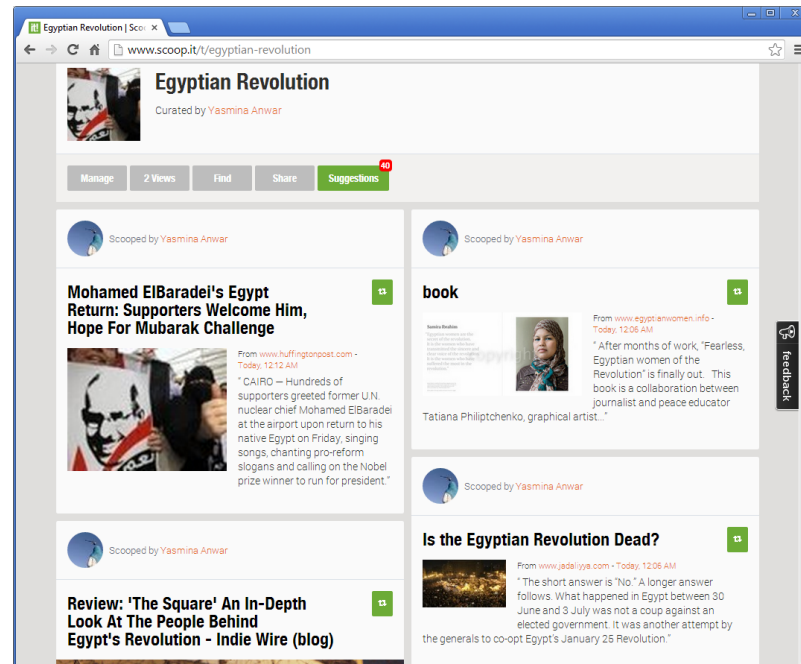 Egyptian Revolution | Scoo
www.scoop.it/t/egyptian-revolution
Egyptian Revolution
Curated by Yasmina Anwar
Manage
2 Views
Find
Share
Suggestions
40
Scooped by Yasmina Anwar
Mohamed ElBaradei's Egypt
Return: Supporters Welcome Him,
Hope For Mubarak Challenge
From www.huffingtonpost.com -
Today, 12:12 AM
"CAIRO — Hundreds of
supporters greeted former U.N.
nuclear chief Mohamed ElBaradei
at the airport upon return to his
native Egypt on Friday, singing
songs, chanting pro-reform
slogans and calling on the Nobel
prize winner to run for president."
Scooped by Yasmina Anwar
Review: 'The Square' An In-Depth
Look At The People Behind
Egypt's Revolution - Indie Wire (blog)
Scooped by Yasmina Anwar
book
Samira Ibrahim
From www.egyptianwomen.info -
Today, 12:06 AM
"After months of work, "Fearless,
Egyptian women of the
Revolution" is finally out. This
book is a collaboration between
journalist and peace educator
Tatiana Philiptchenko, graphical artist..."
Scooped by Yasmina Anwar
Is the Egyptian Revolution Dead?
From www.jadaliyya.com - Today, 12:06 AM
"The short answer is "No." A longer answer
follows. What happened in Egypt between 30
June and 3 July was not a coup against an
elected government. It was another attempt by
the generals to co-opt Egypt's January 25 Revolution."
feedback